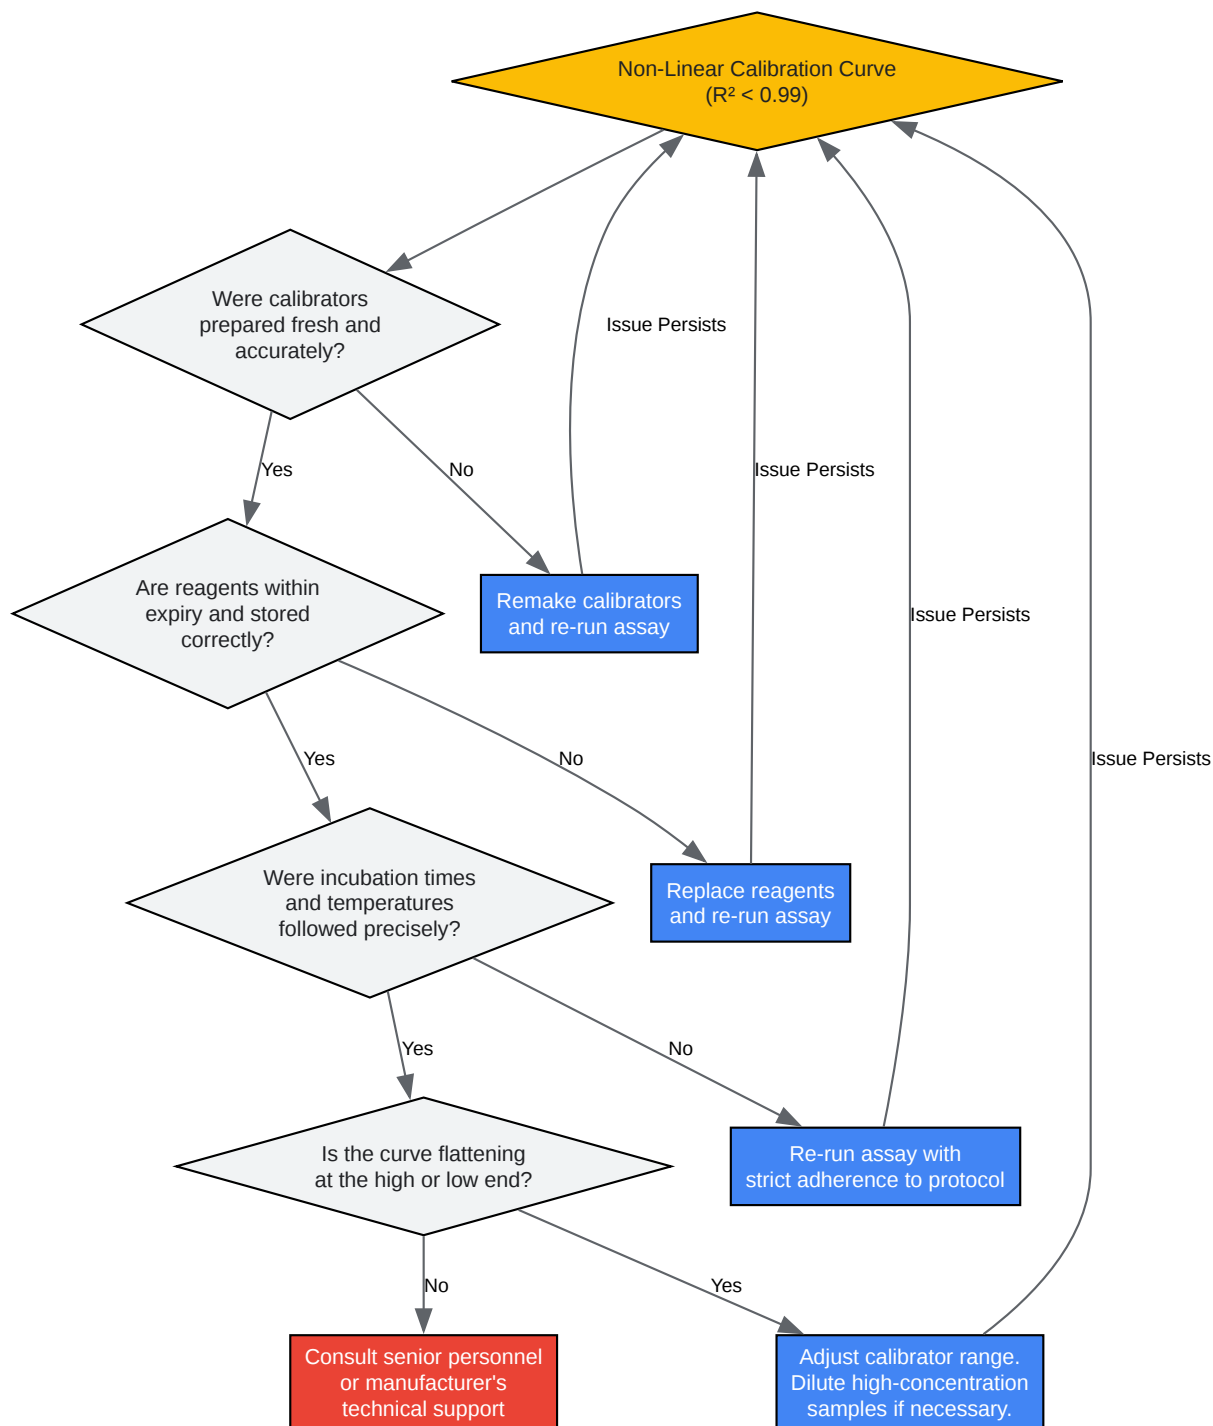 Non-Linear Calibration Curve
(R² < 0.99)
Were calibrators
prepared fresh and
accurately?
Issue Persists
Yes
No
Issue Persists
Are reagents within
expiry and stored
correctly?
Remake calibrators
and re-run assay
Issue Persists
Yes
No
Issue Persists
Were incubation times
and temperatures
followed precisely?
Replace reagents
and re-run assay
Yes
No
Is the curve flattening
at the high or low end?
Re-run assay with
strict adherence to protocol
No
Yes
Consult senior personnel
or manufacturer's
technical support
Adjust calibrator range.
Dilute high-concentration
samples if necessary.